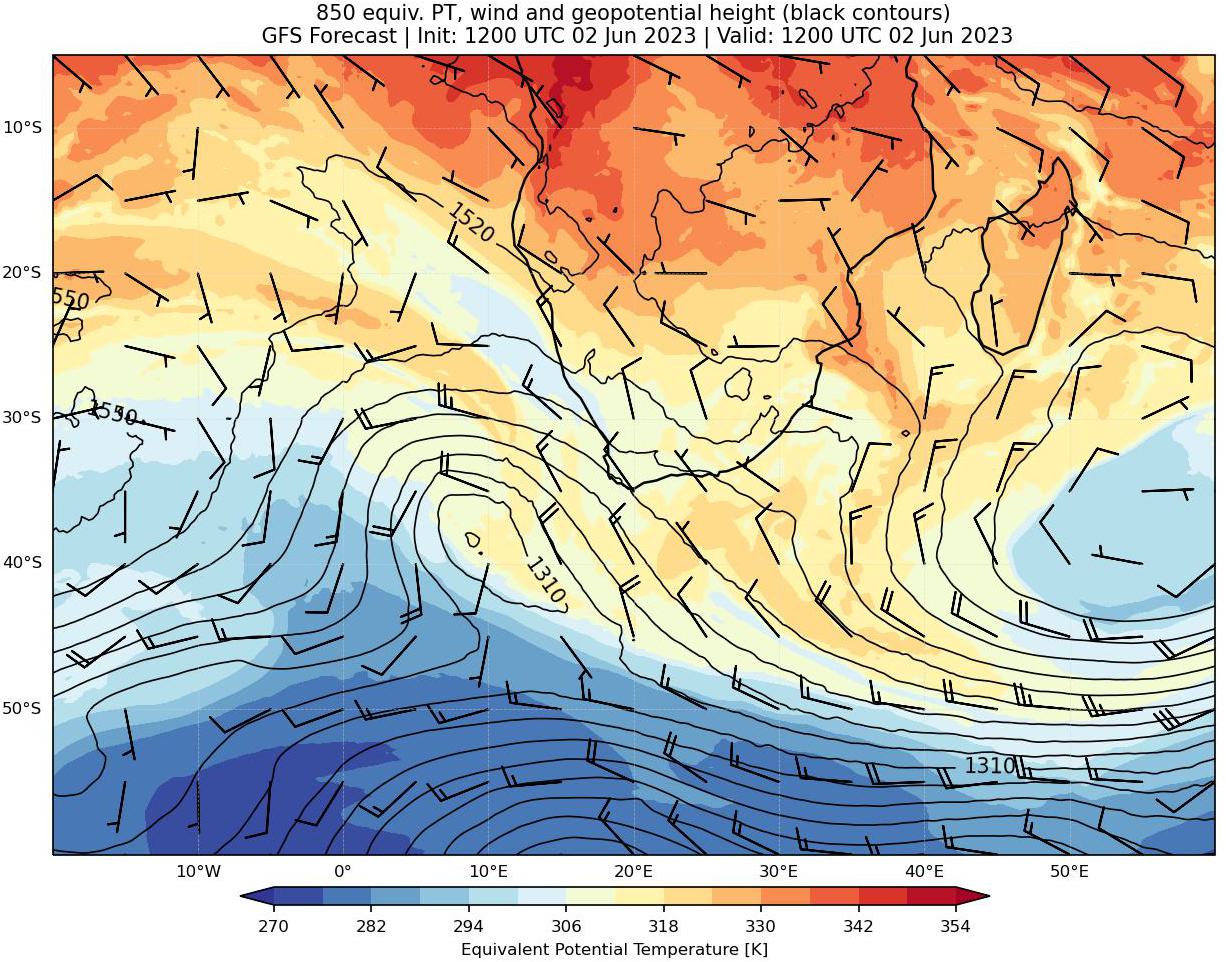 850 equiv. PT, wind and geopotential height (black contours)
GFS Forecast | Init: 1200 UTC 02 Jun 2023 | Valid: 1200 UTC 02 Jun 2023
10°S
1520
20°S
550
1550
30°S
40°S
1310
50°S
1310
10°W 0° 10°E 20°E 30°E 40°E 50°E
270 282 294 306 318 330 342 354
Equivalent Potential Temperature [K]